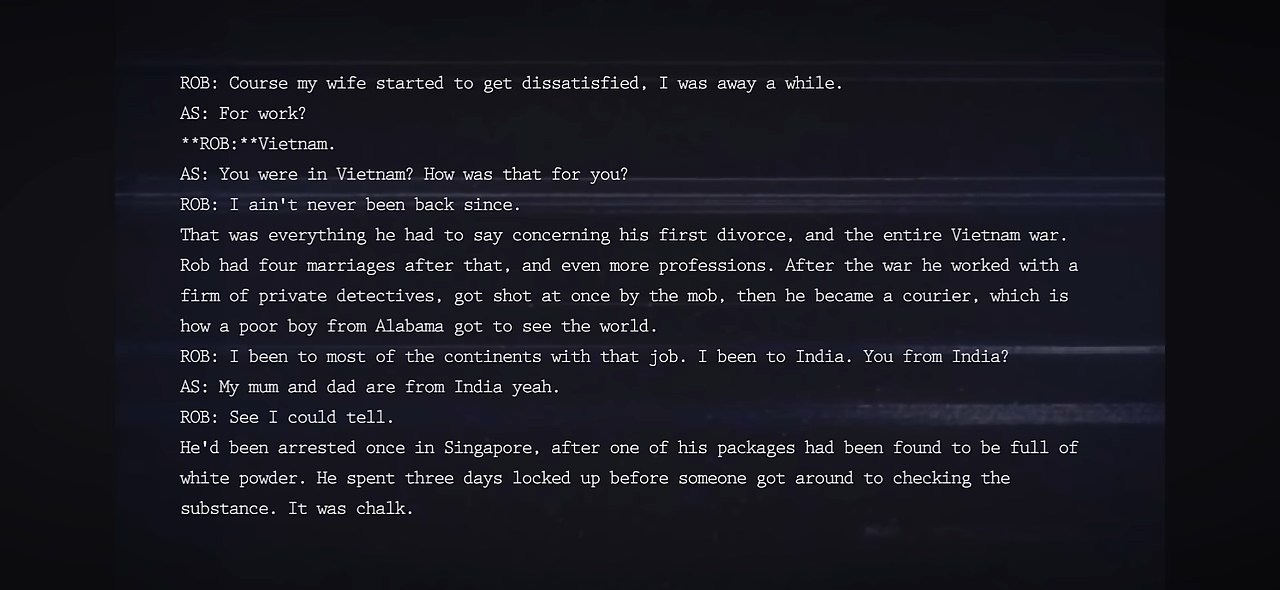 ROB: Course my wife started to get dissatisfied, I was away a while.
AS: For work?
**ROB:**Vietnam.
AS: You were in Vietnam? How was that for you?
ROB: I ain't never been back since.
That was everything he had to say concerning his first divorce, and the entire Vietnam war.
Rob had four marriages after that, and even more professions. After the war he worked with a
firm of private detectives, got shot at once by the mob, then he became a courier, which is
how a poor boy from Alabama got to see the world.
ROB: I been to most of the continents with that job. I been to India. You from India?
AS: My mum and dad are from India yeah.
ROB: See I could tell.
He'd been arrested once in Singapore, after one of his packages had been found to be full of
white powder. He spent three days locked up before someone got around to checking the
substance. It was chalk.